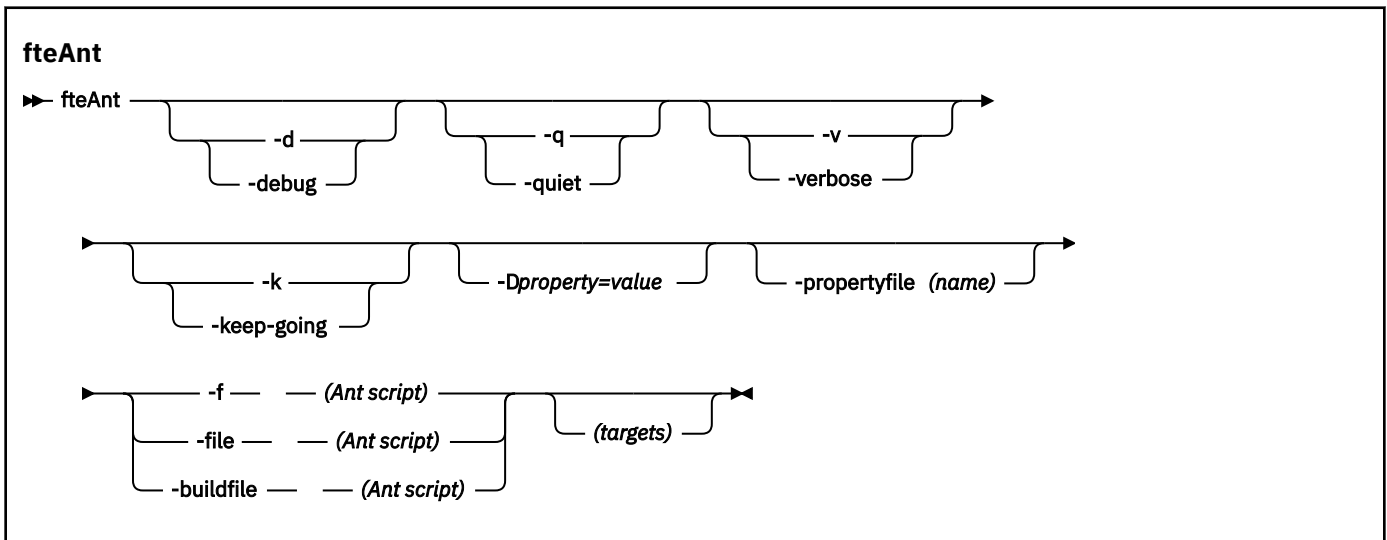 fteAnt
fteAnt
-d
-debug
-q
-quiet
-v
-verbose
-k
-keep-going
-Dproperty=value
-propertyfile (name)
-f (Ant script)
-file (Ant script)
-buildfile (Ant script)
(targets)